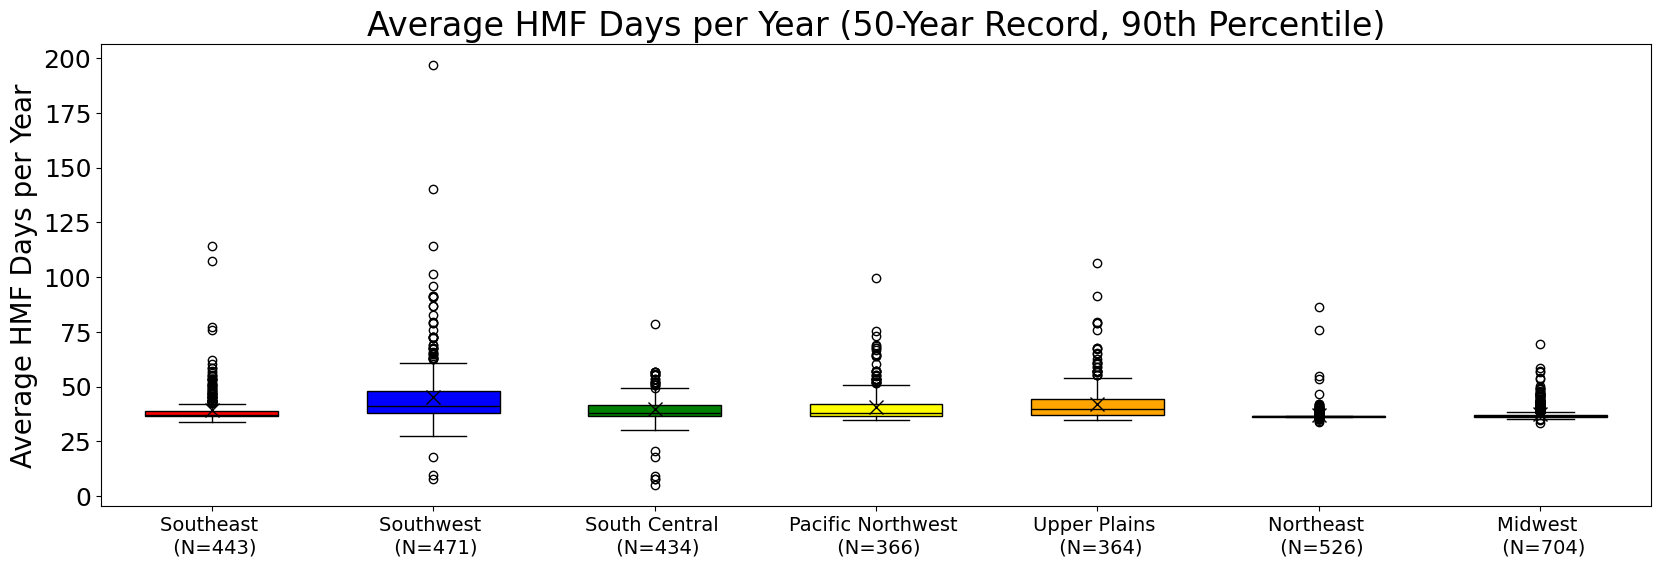 Average HMF Days per Year (50-Year Record, 90th Percentile)
Average HMF Days per Year
200
175
150
125
100
75
50
25
0
Southeast Southwest South Central Pacific Northwest Upper Plains Northeast Midwest
(N=443) (N=471) (N=434) (N=366) (N=364) (N=526) (N=704)